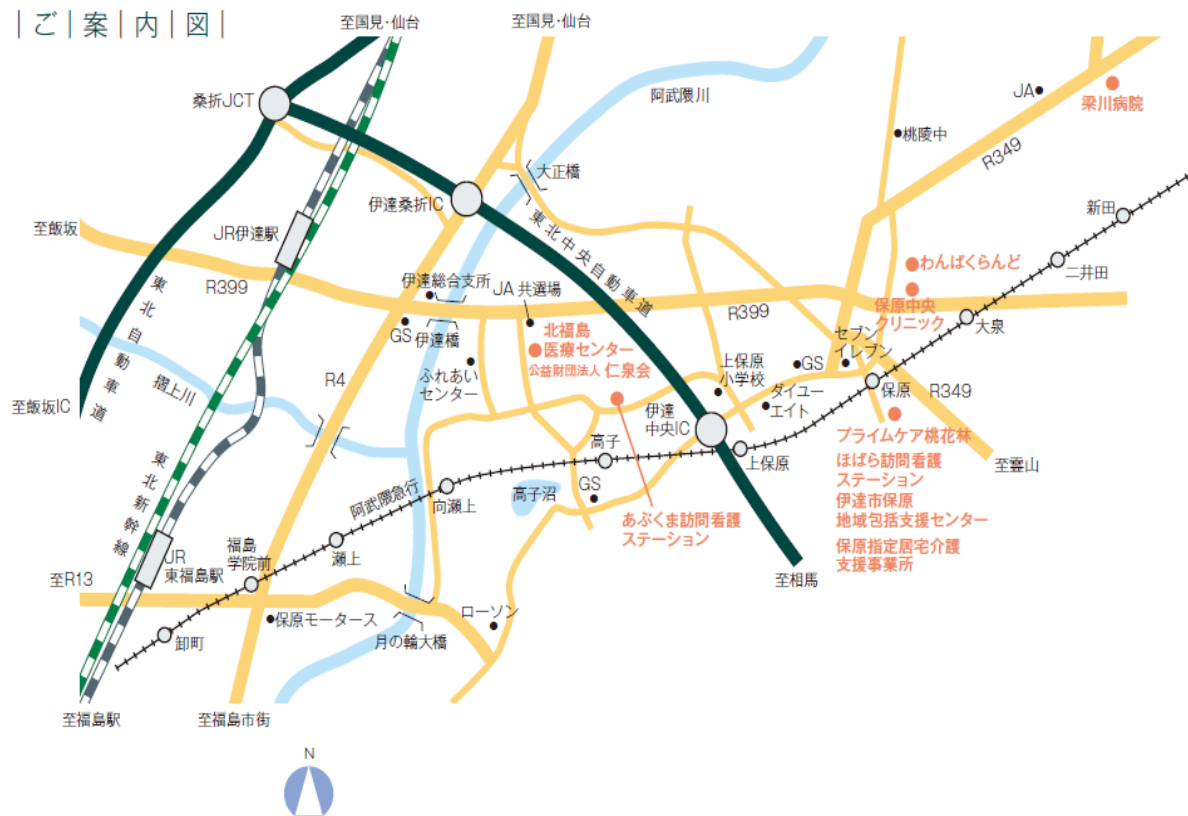 ご案内図
至国見・仙台
至国見・仙台
桑折JCT
阿武隈川
JA
梁川病院
桃陵中
大正橋
R349
伊達桑折IC
新田
至飯坂
JR伊達駅
東北中央自動車道
わんぱくらんど
二井田
R399
伊達総合支所
JA 共選場
保原中央
クリニック
東北自動車道
R399
大泉
GS
伊達橋
北福島
医療センター
公益財団法人 仁泉会
セブン
イレブン
摺上川
R4
ふれあい
センター
上保原
小学校
GS
ダイユー
エイト
保原
R349
至飯坂IC
伊達
中央IC
プライムケア桃花林
東北新幹線
高子
上保原
至霊山
ほばら訪問看護
ステーション
阿武隈急行
向瀬上
高子沼
GS
伊達市保原
地域包括支援センター
あぶくま訪問看護
ステーション
保原指定居宅介護
支援事業所
福島
学院前
瀬上
JR
東福島駅
至R13
至相馬
保原モータース
ローソン
卸町
月の輪大橋
至福島駅
至福島市街
N